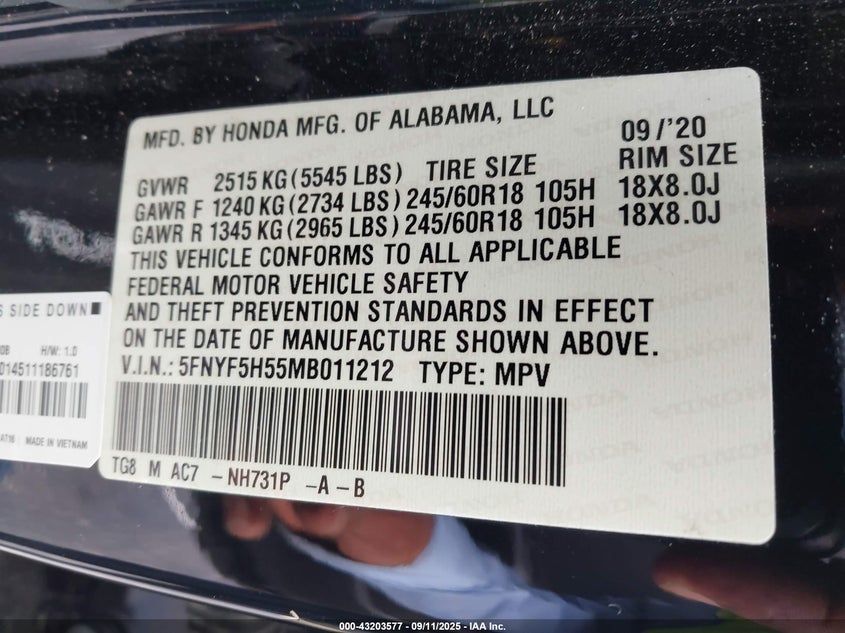 MFD. BY HONDA MFG. OF ALABAMA, LLC 09/'20
GVWR 2515 KG (5545 LBS) TIRE SIZE RIM SIZE
GAWR F 1240 KG (2734 LBS) 245/60R18 105H 18X8.0J
GAWR R 1345 KG (2965 LBS) 245/60R18 105H 18X8.0J
THIS VEHICLE CONFORMS TO ALL APPLICABLE
FEDERAL MOTOR VEHICLE SAFETY
AND THEFT PREVENTION STANDARDS IN EFFECT
ON THE DATE OF MANUFACTURE SHOWN ABOVE.
V.I.N.: 5FNYF5H55MB011212 TYPE: MPV
TG8 M AC7 -NH731P -A -B
SIDE DOWN
H/W: 1.0
014511186761
MADE IN VIETNAM
000-43203577 - 09/11/2025 - IAA Inc.